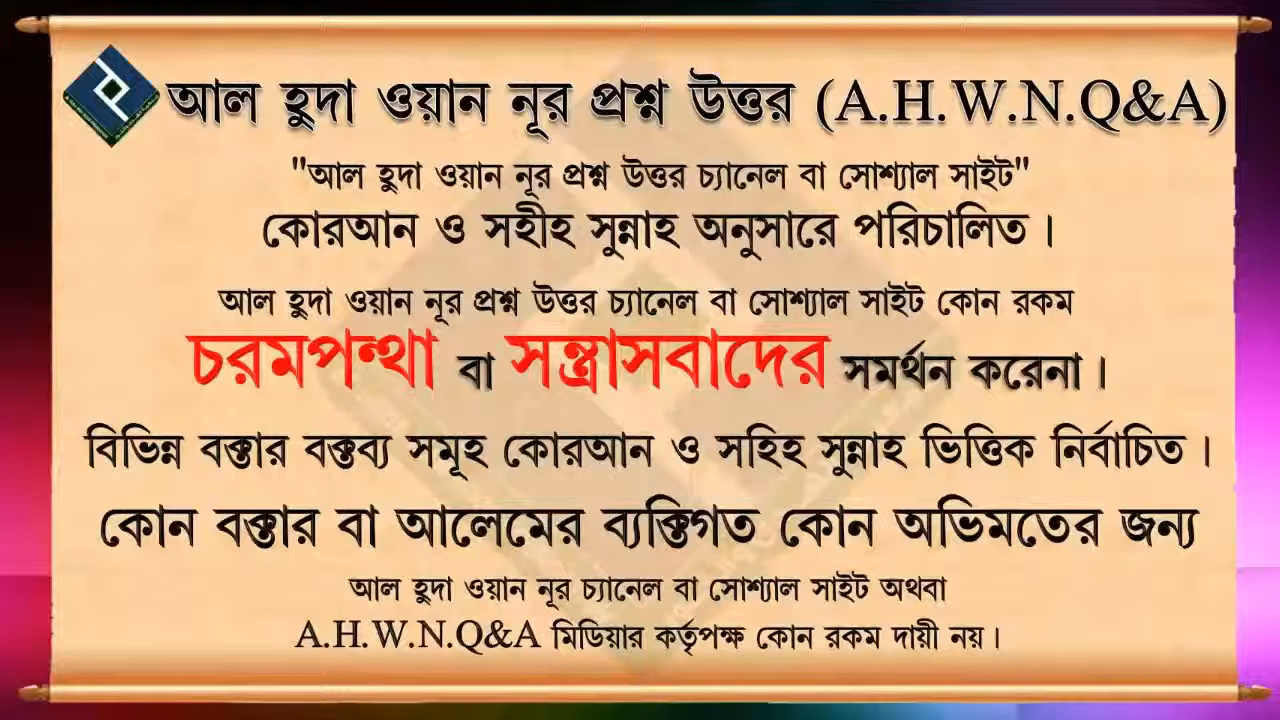 আল হুদা ওয়ান নূর প্রশ্ন উত্তর (A.H.W.N.Q&A)
"আল হুদা ওয়ান নূর প্রশ্ন উত্তর চ্যানেল বা সোশ্যাল সাইট"
কোরআন ও সহীহ সুন্নাহ অনুসারে পরিচালিত।
আল হুদা ওয়ান নূর প্রশ্ন উত্তর চ্যানেল বা সোশ্যাল সাইট কোন রকম
চরমপন্থা বা সন্ত্রাসবাদের সমর্থন করেনা।
বিভিন্ন বক্তার বক্তব্য সমূহ কোরআন ও সহিহ সুন্নাহ ভিত্তিক নির্বাচিত।
কোন বক্তার বা আলেমের ব্যক্তিগত কোন অভিমতের জন্য
আল হুদা ওয়ান নূর চ্যানেল বা সোশ্যাল সাইট অথবা
A.H.W.N.Q&A মিডিয়ার কর্তৃপক্ষ কোন রকম দায়ী নয়।